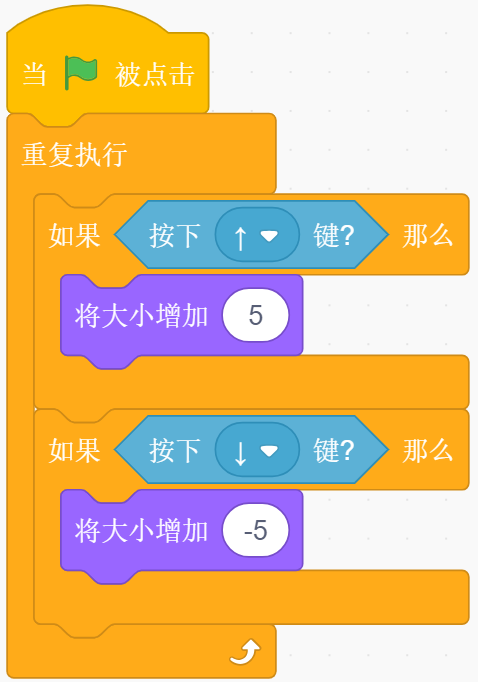 当 被点击
重复执行
如果 按下 ↑ 键? 那么
将大小增加 5
如果 按下 ↓ 键? 那么
将大小增加 -5